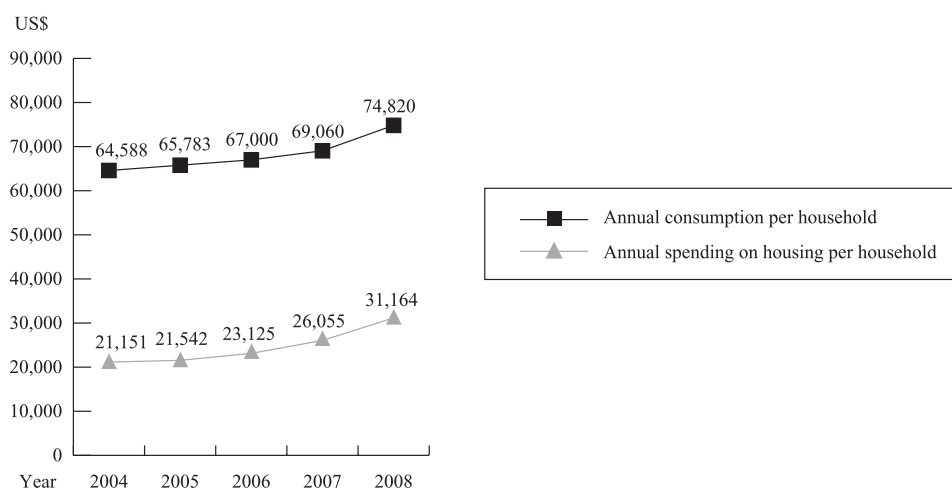 US$
90,000
80,000
70,000
60,000
50,000
40,000
30,000
20,000
10,000
0
64,588 65,783 67,000 69,060 74,820
21,151 21,542 23,125 26,055 31,164
Year 2004 2005 2006 2007 2008
Annual consumption per household
Annual spending on housing per household